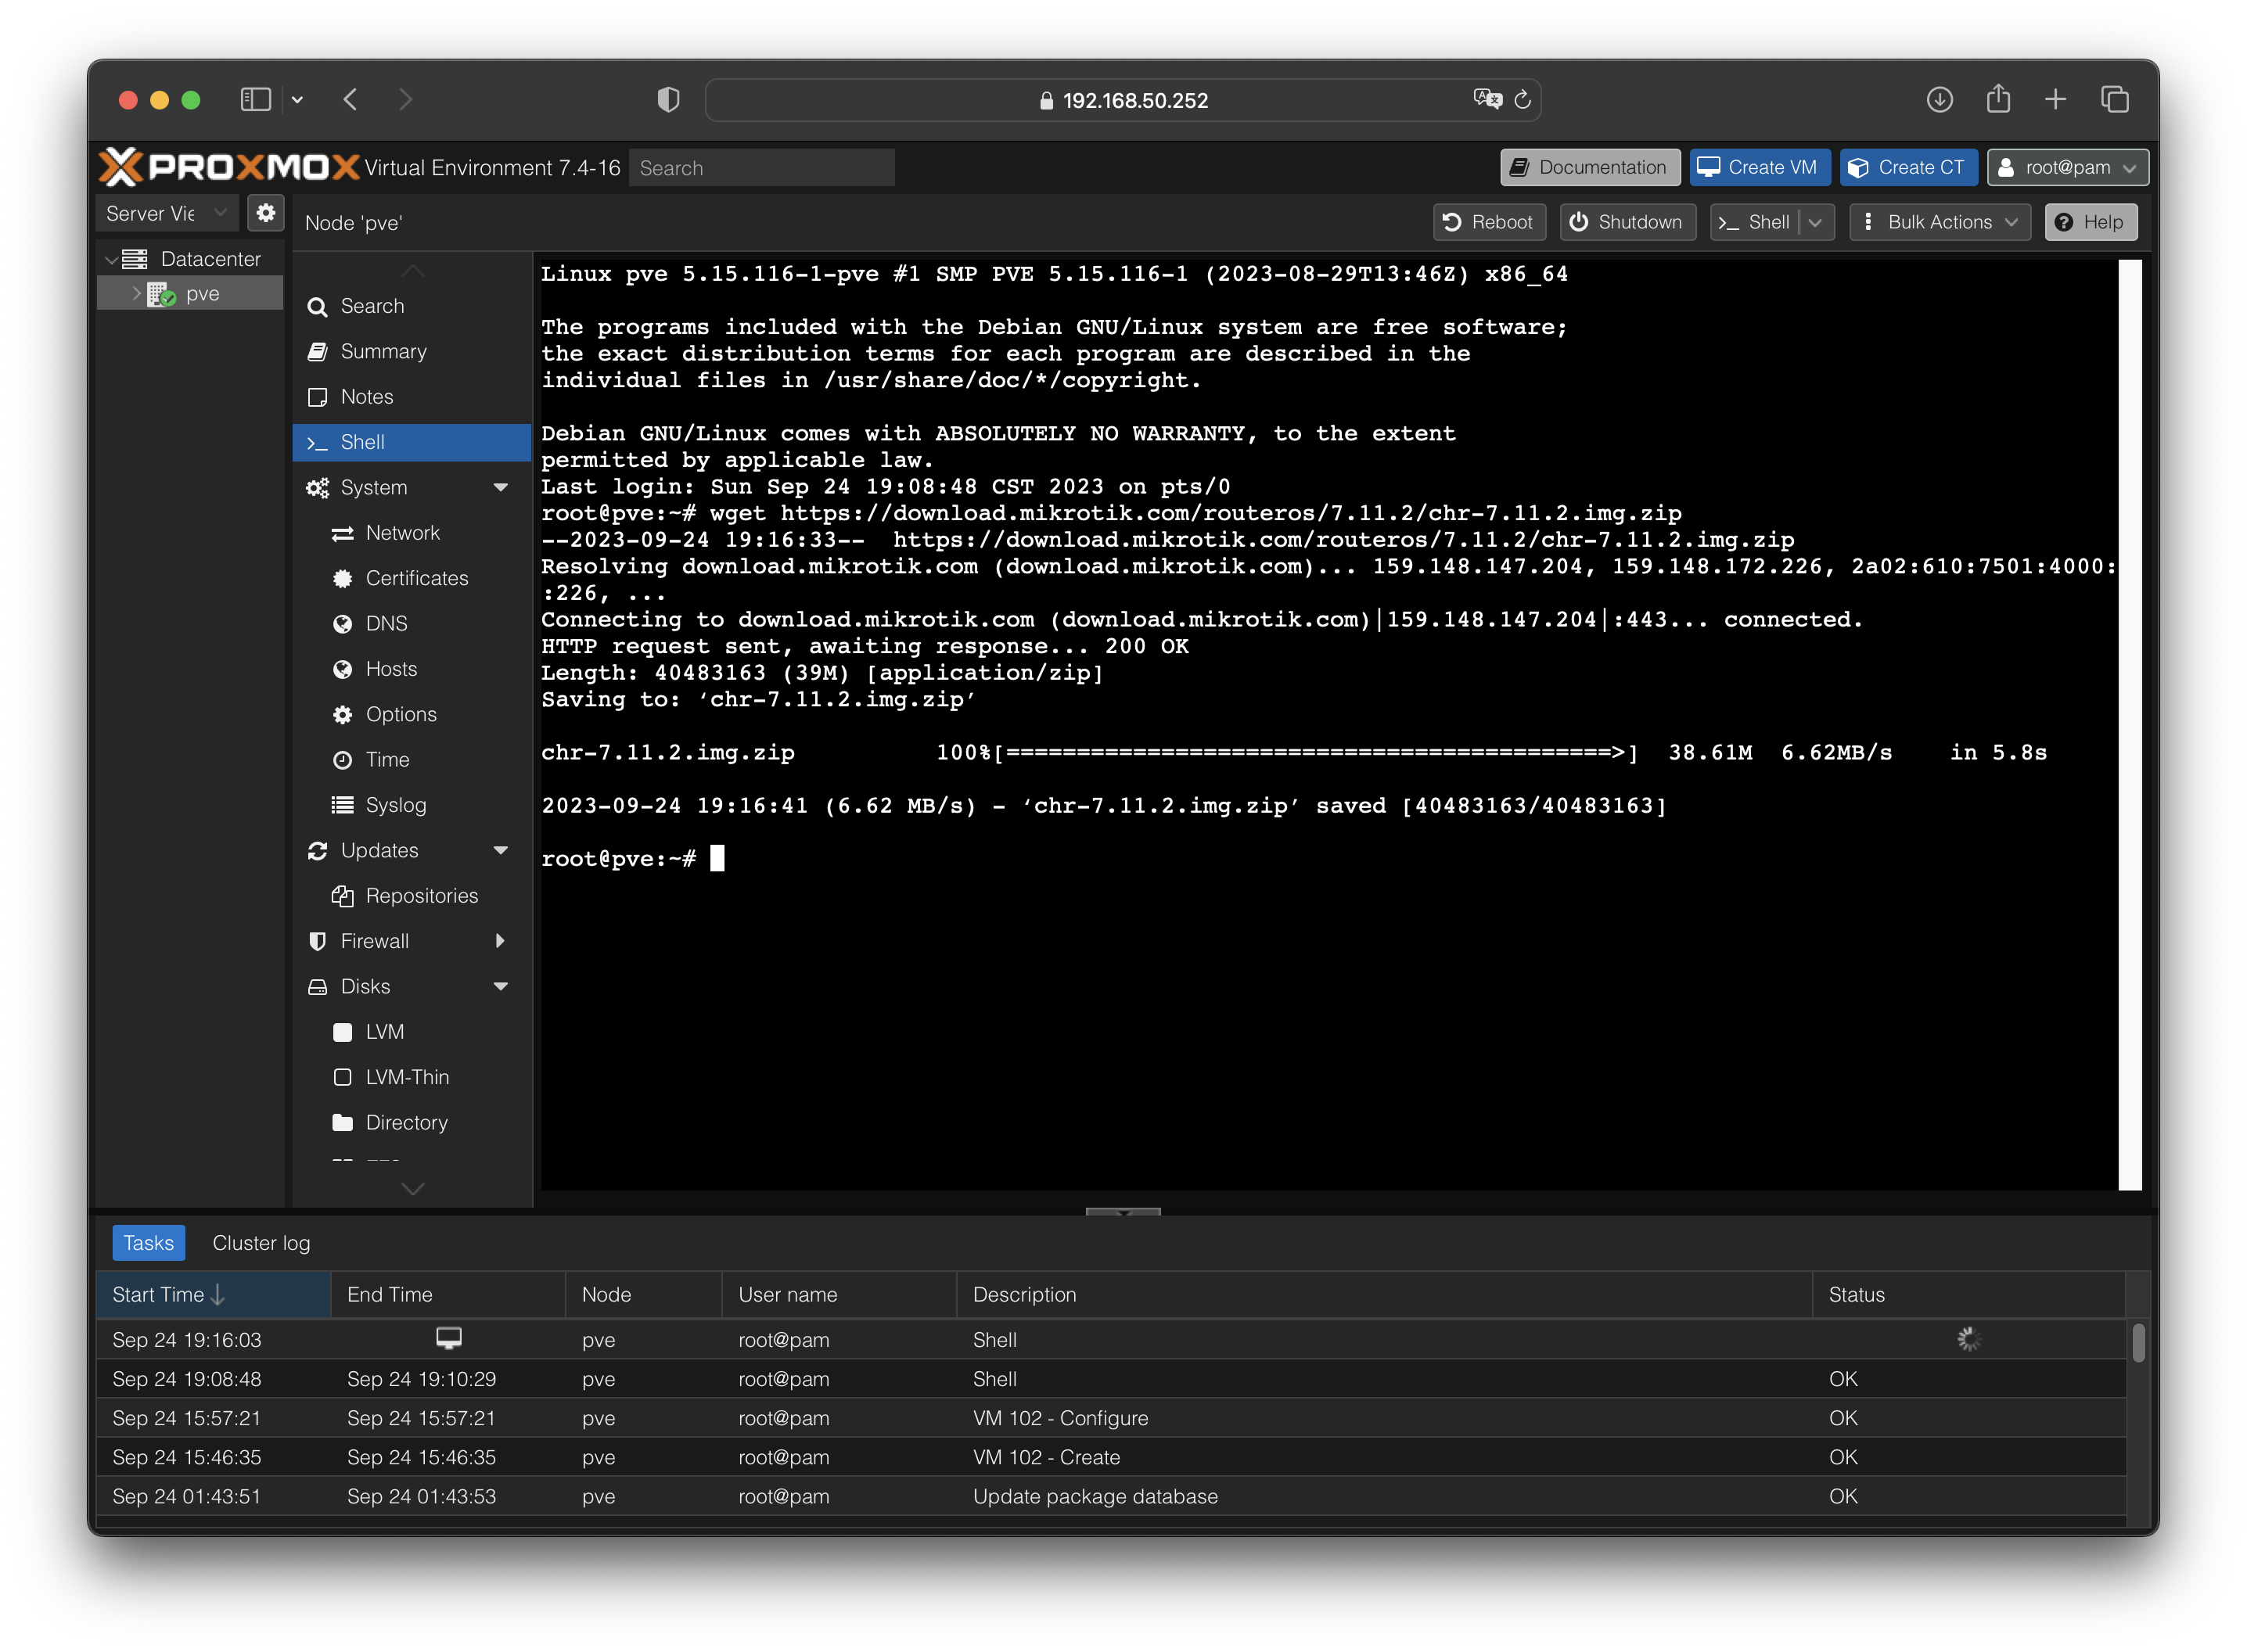 192.168.50.252
PROXMOX Virtual Environment 7.4-16 Search Documentation Create VM Create CT root@pam
Server Vie
Node 'pve' Reboot Shutdown Shell Bulk Actions Help
Datacenter
pve
Search
Summary
Notes
Shell
System
Network
Certificates
DNS
Hosts
Options
Time
Syslog
Updates
Repositories
Firewall
Disks
LVM
LVM-Thin
Directory
Linux pve 5.15.116-1-pve #1 SMP PVE 5.15.116-1 (2023-08-29T13:46Z) x86_64
The programs included with the Debian GNU/Linux system are free software;
the exact distribution terms for each program are described in the
individual files in /usr/share/doc/*/copyright.
Debian GNU/Linux comes with ABSOLUTELY NO WARRANTY, to the extent
permitted by applicable law.
Last login: Sun Sep 24 19:08:48 CST 2023 on pts/0
root@pve:~# wget https://download.mikrotik.com/routeros/7.11.2/chr-7.11.2.img.zip
--2023-09-24 19:16:33--  https://download.mikrotik.com/routeros/7.11.2/chr-7.11.2.img.zip
Resolving download.mikrotik.com (download.mikrotik.com)... 159.148.147.204, 159.148.172.226, 2a02:610:7501:4000:
:226, ...
Connecting to download.mikrotik.com (download.mikrotik.com)|159.148.147.204|:443... connected.
HTTP request sent, awaiting response... 200 OK
Length: 40483163 (39M) [application/zip]
Saving to: ‘chr-7.11.2.img.zip’
chr-7.11.2.img.zip 100%[===========================================>] 38.61M 6.62MB/s in 5.8s
2023-09-24 19:16:41 (6.62 MB/s) - ‘chr-7.11.2.img.zip’ saved [40483163/40483163]
root@pve:~#
Tasks Cluster log
Start Time End Time Node User name Description Status
Sep 24 19:16:03 pve root@pam Shell
Sep 24 19:08:48 Sep 24 19:10:29 pve root@pam Shell OK
Sep 24 15:57:21 Sep 24 15:57:21 pve root@pam VM 102 - Configure OK
Sep 24 15:46:35 Sep 24 15:46:35 pve root@pam VM 102 - Create OK
Sep 24 01:43:51 Sep 24 01:43:53 pve root@pam Update package database OK